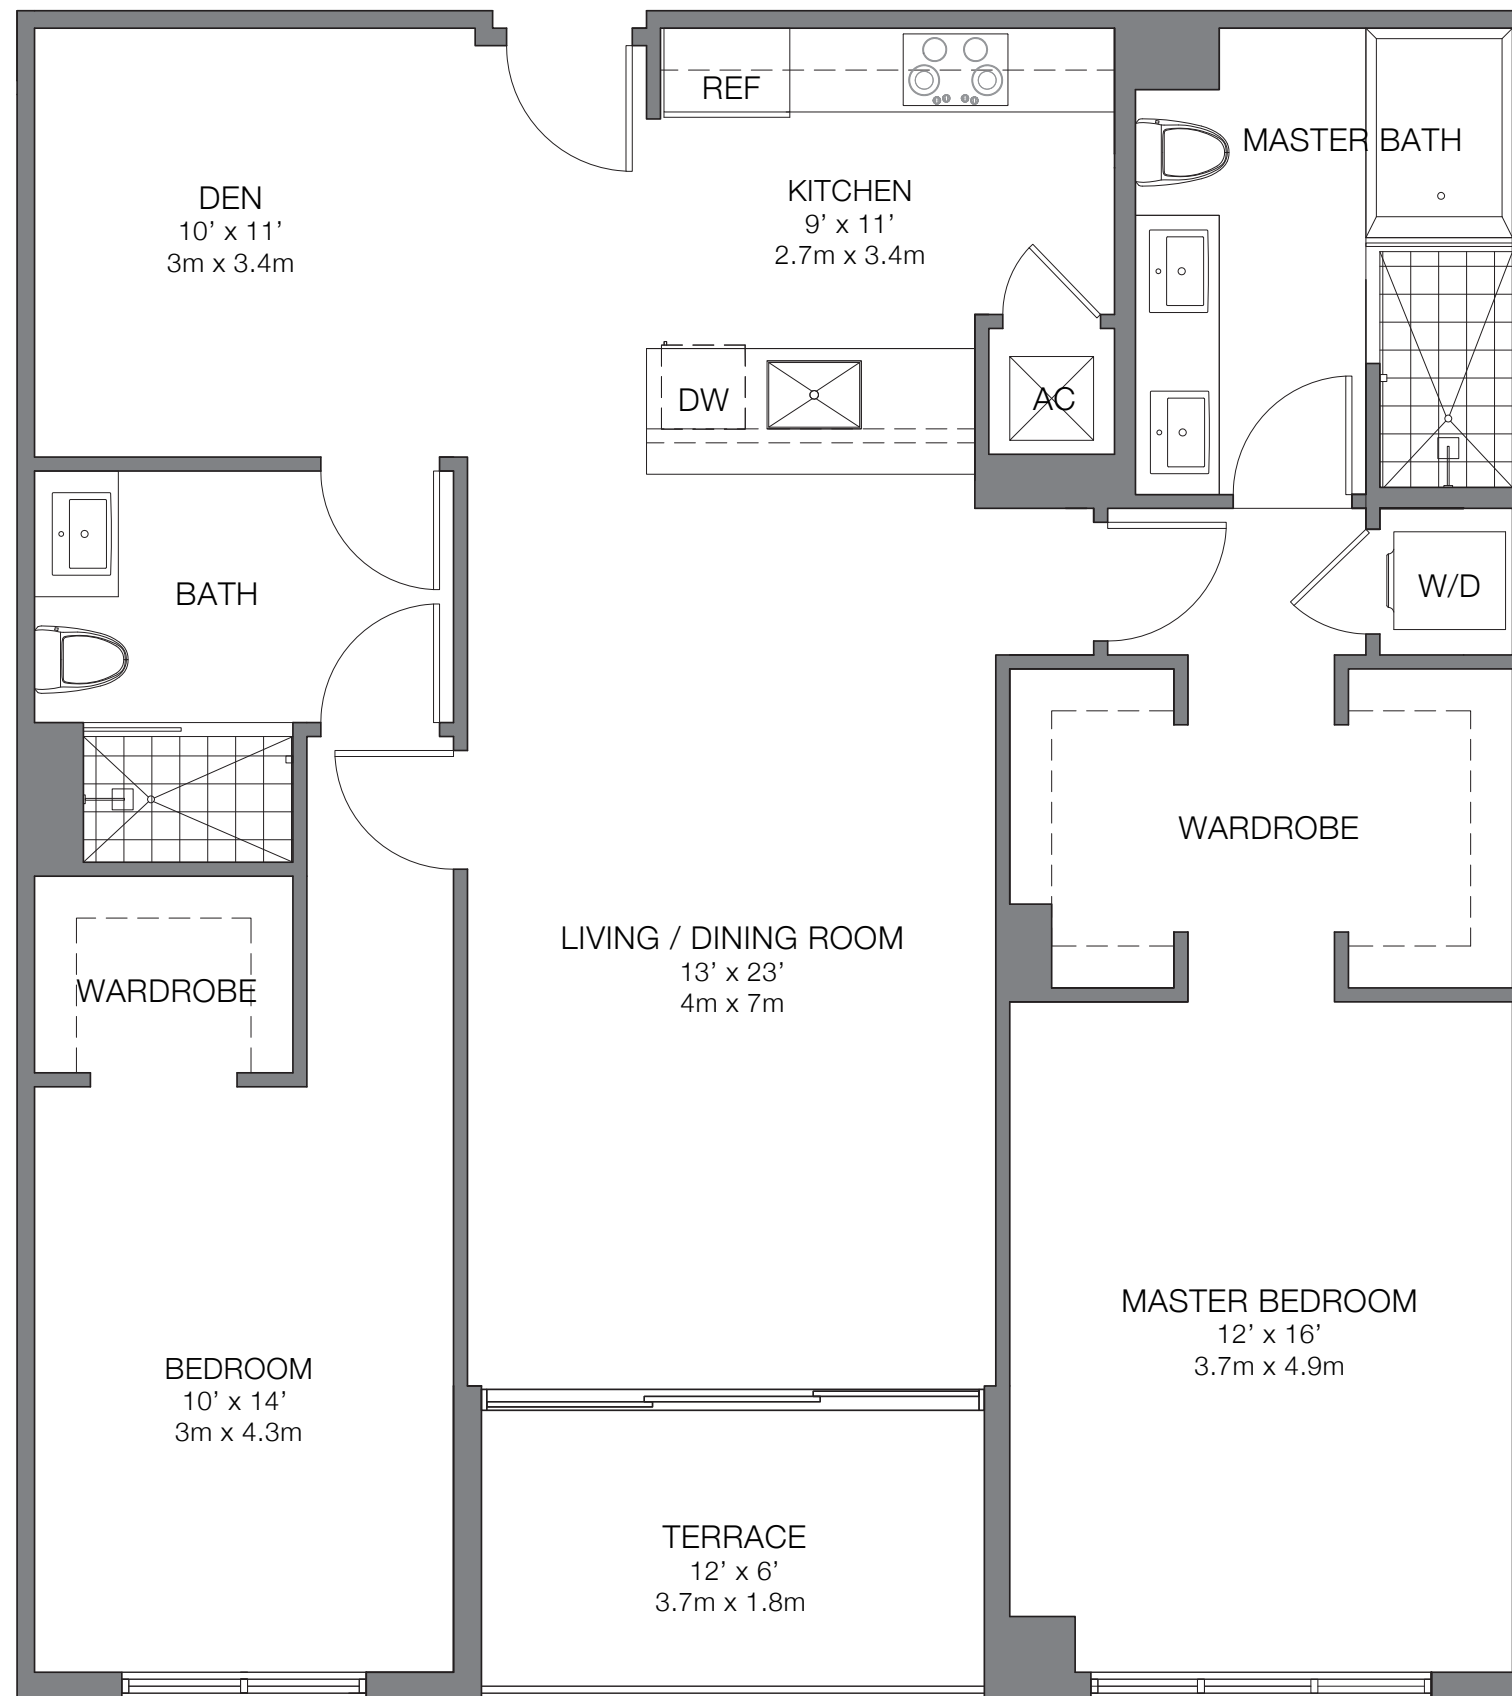 REF
MASTER BATH
DEN
10’ x 11’
3m x 3.4m
KITCHEN
9’ x 11’
2.7m x 3.4m
DW
AC
BATH
W/D
WARDROBE
LIVING / DINING ROOM
13’ x 23’
4m x 7m
WARDROBE
MASTER BEDROOM
12’ x 16’
3.7m x 4.9m
BEDROOM
10’ x 14’
3m x 4.3m
TERRACE
12’ x 6’
3.7m x 1.8m